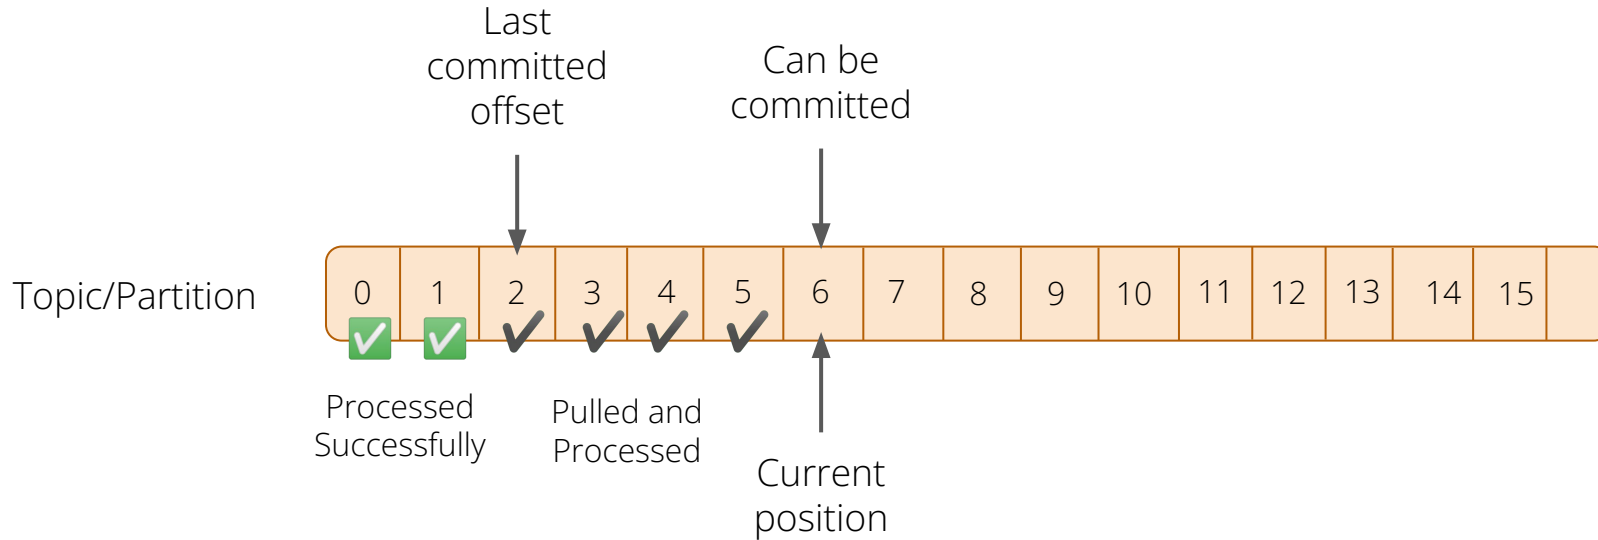 Last
committed
offset
Can be
committed
Topic/Partition
0 1 2 3 4 5 6 7 8 9 10 11 12 13 14 15
Processed
Successfully
Pulled and
Processed
Current
position